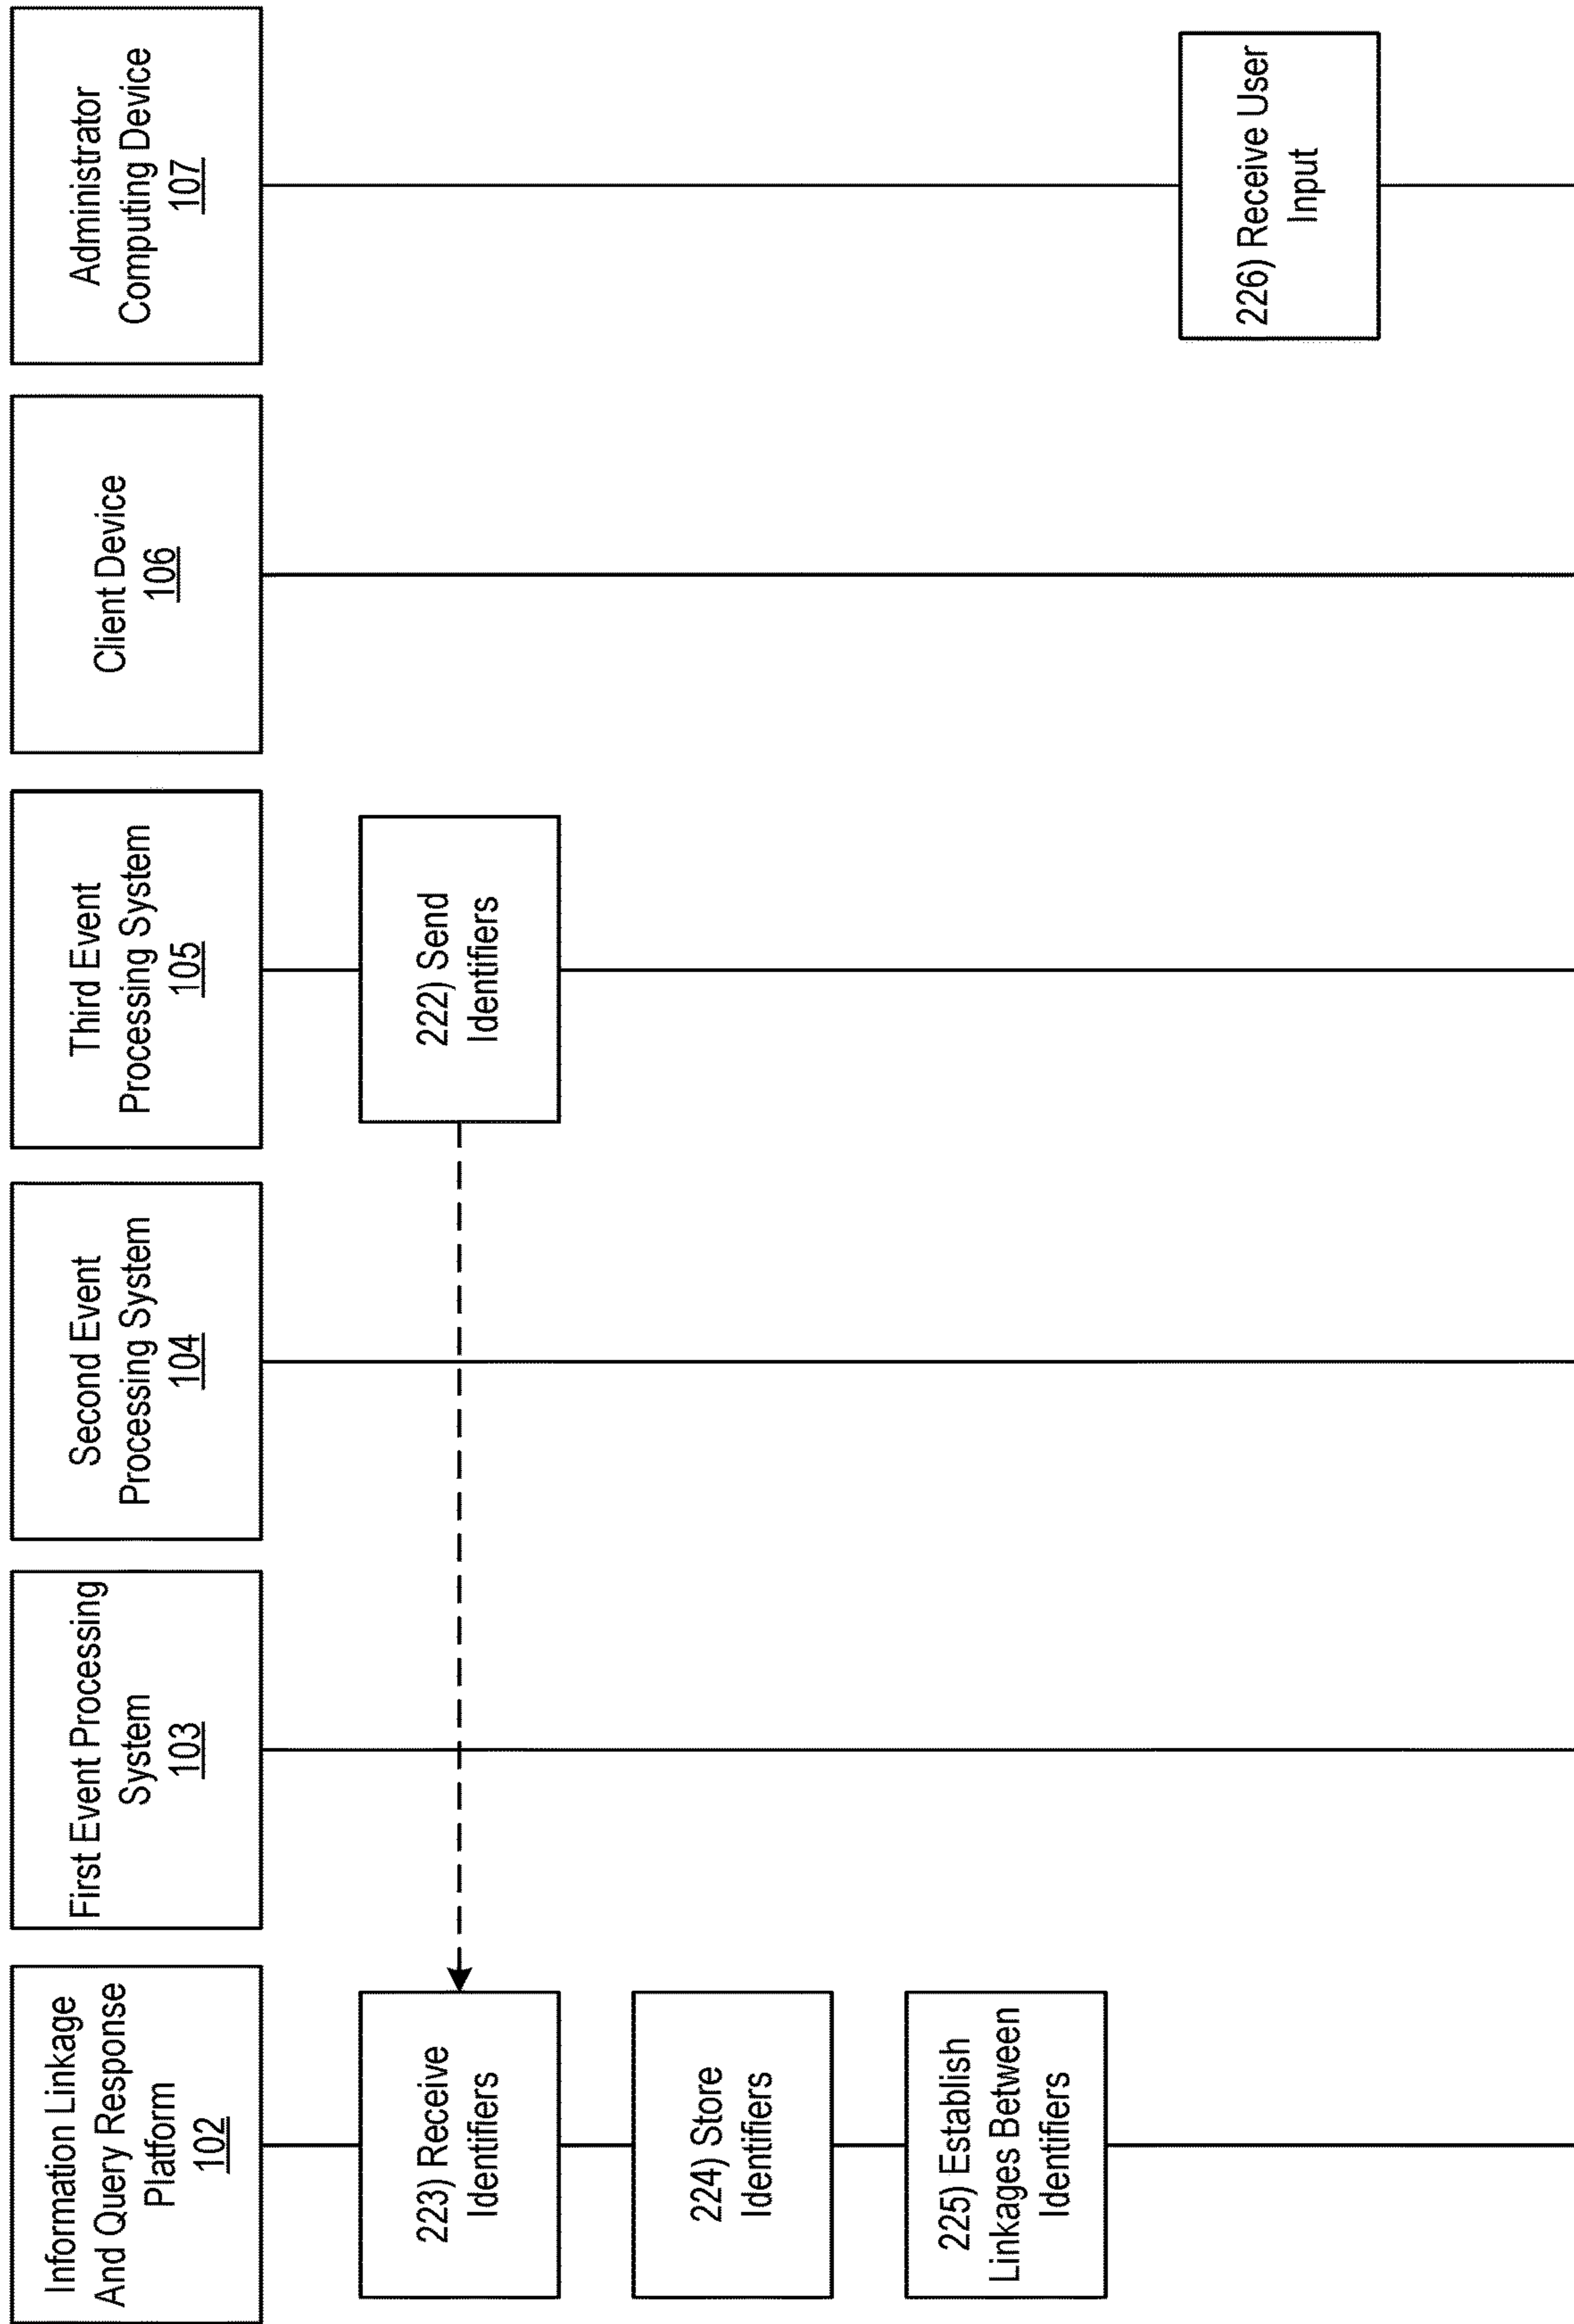 Information Linkage
And Query Response
Platform
102
First Event Processing
System
103
Second Event
Processing System
104
Third Event
Processing System
105
Client Device
106
Administrator
Computing Device
107
222) Send
Identifiers
223) Receive
Identifiers
224) Store
Identifiers
225) Establish
Linkages Between
Identifiers
226) Receive User
Input